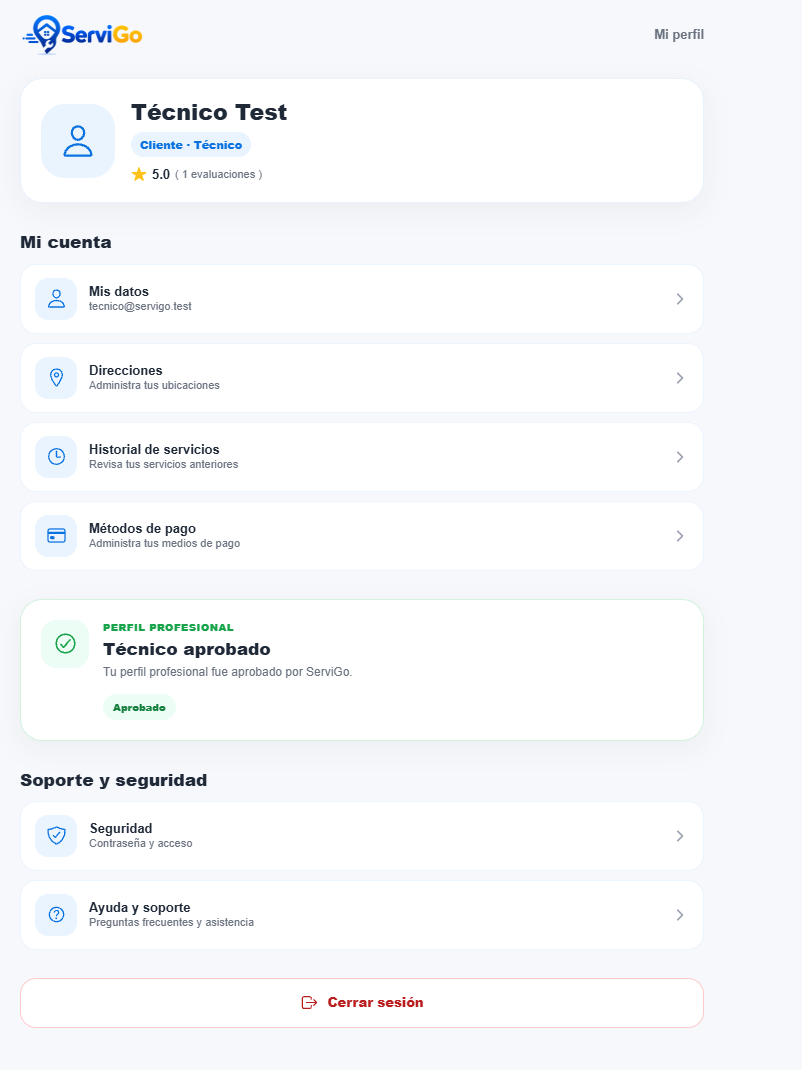 ServiGo
Mi perfil
Técnico Test
Cliente · Técnico
5.0 ( 1 evaluaciones )
Mi cuenta
Mis datos
tecnico@servigo.test
Direcciones
Administra tus ubicaciones
Historial de servicios
Revisa tus servicios anteriores
Métodos de pago
Administra tus medios de pago
PERFIL PROFESIONAL
Técnico aprobado
Tu perfil profesional fue aprobado por ServiGo.
Aprobado
Soporte y seguridad
Seguridad
Contraseña y acceso
Ayuda y soporte
Preguntas frecuentes y asistencia
Cerrar sesión